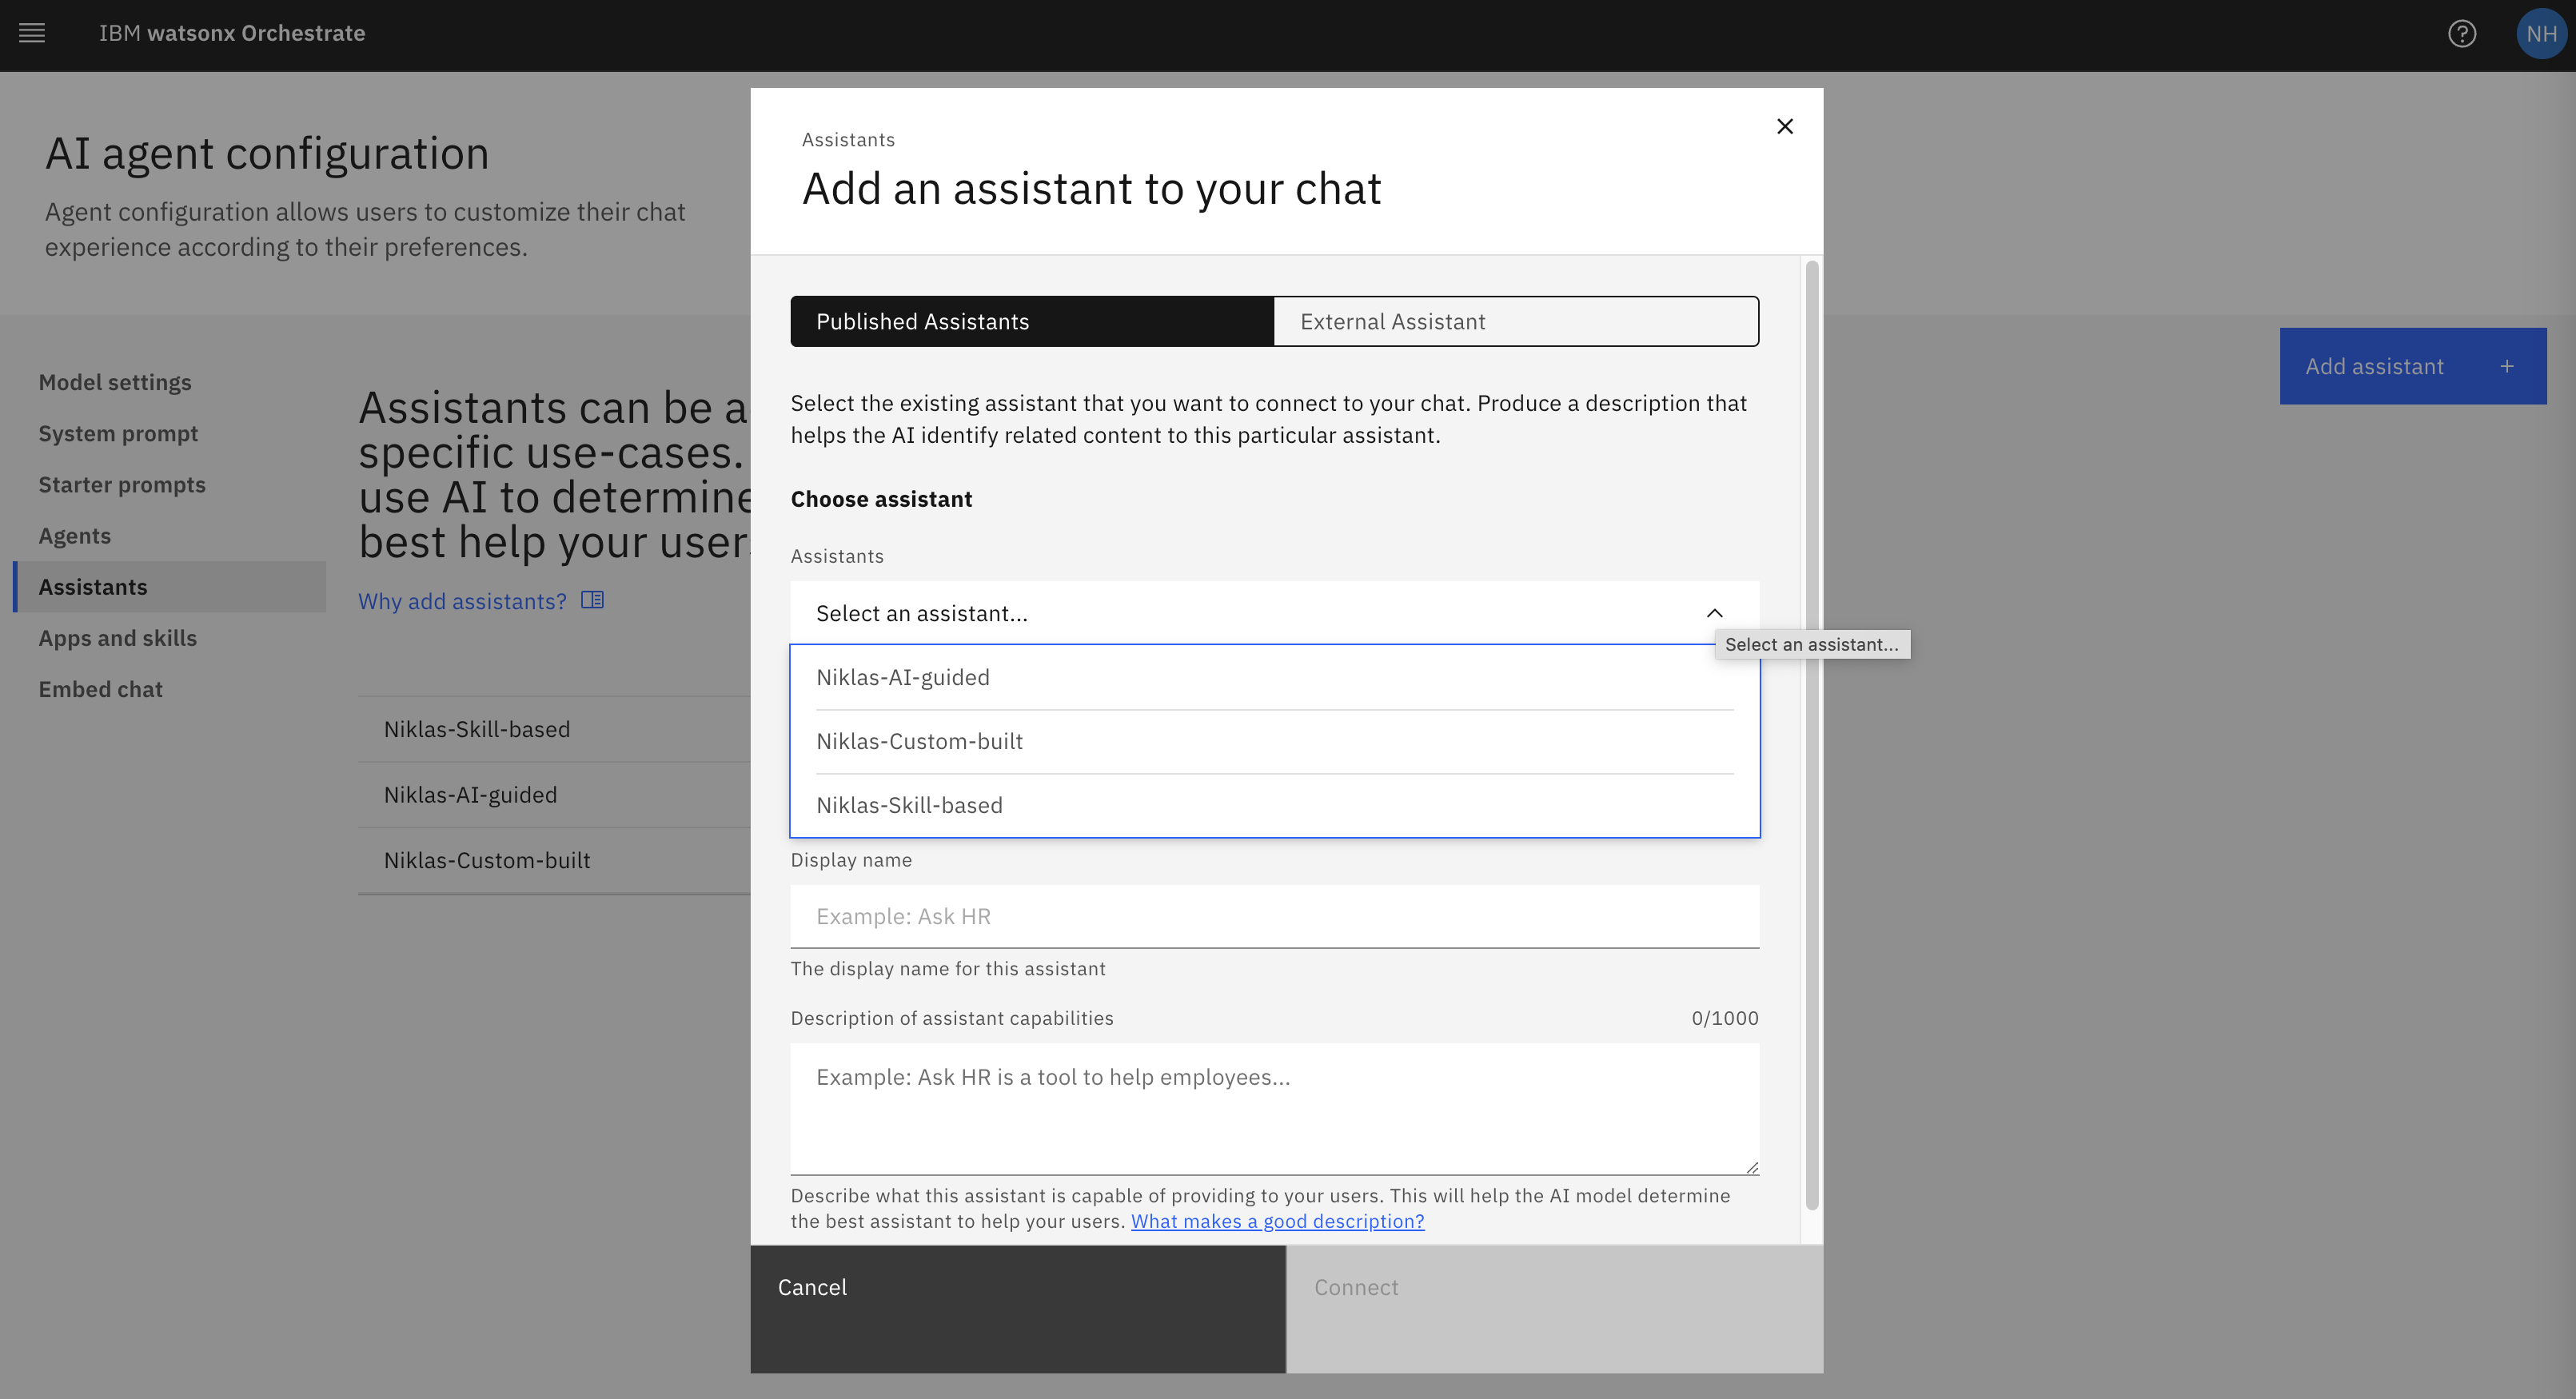 IBM watsonx Orchestrate
NH
AI agent configuration
Agent configuration allows users to customize their chat
experience according to their preferences.
Model settings
System prompt
Starter prompts
Agents
Assistants
Apps and skills
Embed chat
Assistants can be a
specific use-cases.
use AI to determine
best help your user
Why add assistants?
Niklas-Skill-based
Niklas-AI-guided
Niklas-Custom-built
Add assistant +
Assistants
Add an assistant to your chat
Published Assistants
External Assistant
Select the existing assistant that you want to connect to your chat. Produce a description that
helps the AI identify related content to this particular assistant.
Choose assistant
Assistants
Select an assistant...
Select an assistant...
Niklas-AI-guided
Niklas-Custom-built
Niklas-Skill-based
Display name
Example: Ask HR
The display name for this assistant
Description of assistant capabilities
0/1000
Example: Ask HR is a tool to help employees...
Describe what this assistant is capable of providing to your users. This will help the AI model determine
the best assistant to help your users. What makes a good description?
Cancel
Connect